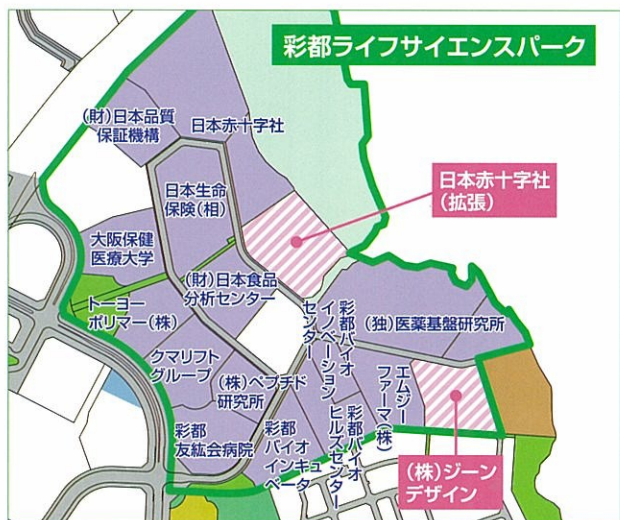 彩都ライフサイエンスパーク
(財)日本品質
保証機構
日本赤十字社
日本生命
保険(相)
日本赤十字社
(拡張)
大阪保健
医療大学
(財)日本食品
分析センター
トーヨー
ポリマー(株)
クマリフト
グループ
(株)ペプチド
研究所
彩都
友紘会病院
彩都
バイオ
インキュ
ベータ
彩都バイオ
イノベーション
センター
彩都バイオ
ヒルズセンター
(独)医薬基盤研究所
エムジー
ファーマ(株)
(株)ジーン
デザイン